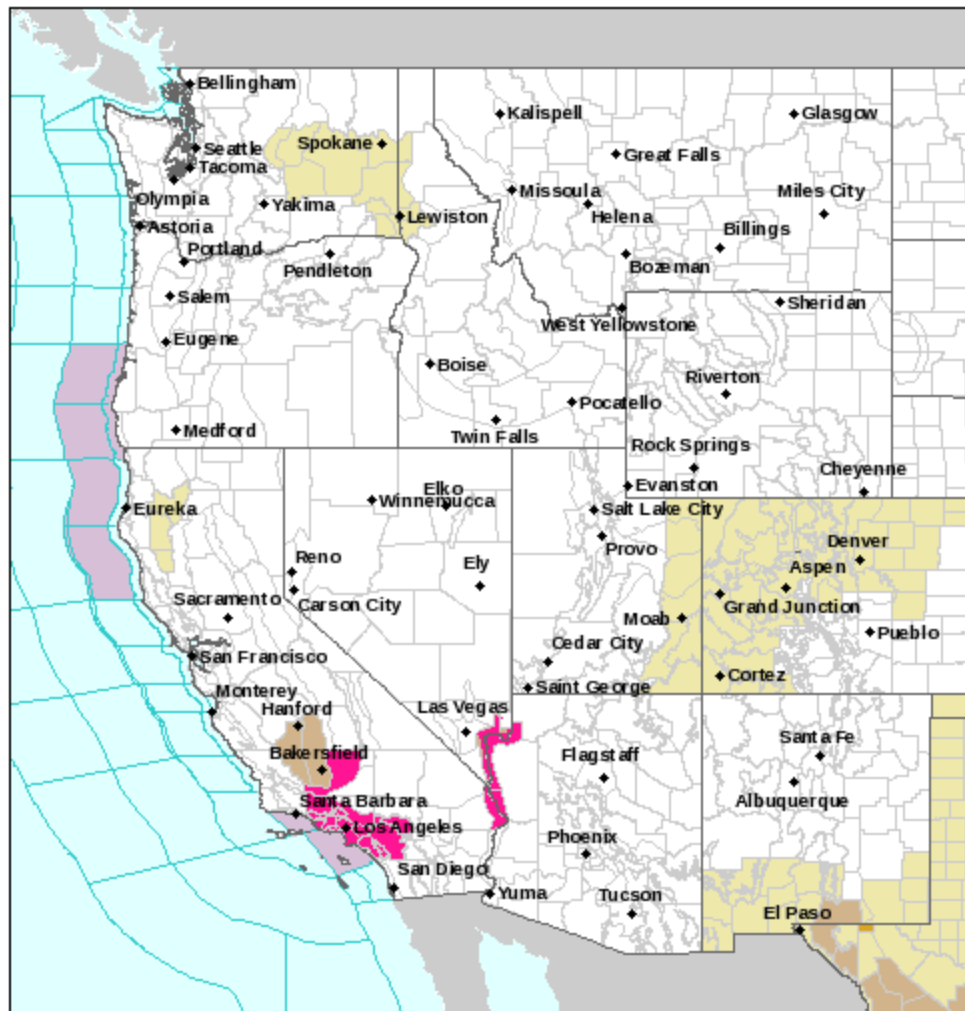 Bellingham
Kalispell
Glasgow
Spokane
Seattle
Great Falls
Tacoma
Missoula
Miles City
Olympia
Yakima
Lewiston
Helena
Astoria
Billings
Portland
Pendleton
Bozeman
Salem
Sheridan
West Yellowstone
Eugene
Boise
Riverton
Pocatello
Medford
Twin Falls
Rock Springs
Cheyenne
Elko
Evanston
Winnemucca
Eureka
Salt Lake City
Denver
Provo
Reno
Ely
Aspen
Sacramento
Carson City
Grand Junction
Moab
Pueblo
Cedar City
San Francisco
Cortez
Saint George
Monterey
Las Vegas
Hanford
Santa Fe
Bakersfield
Flagstaff
Santa Barbara
Albuquerque
Los Angeles
Phoenix
San Diego
Yuma
Tucson
El Paso